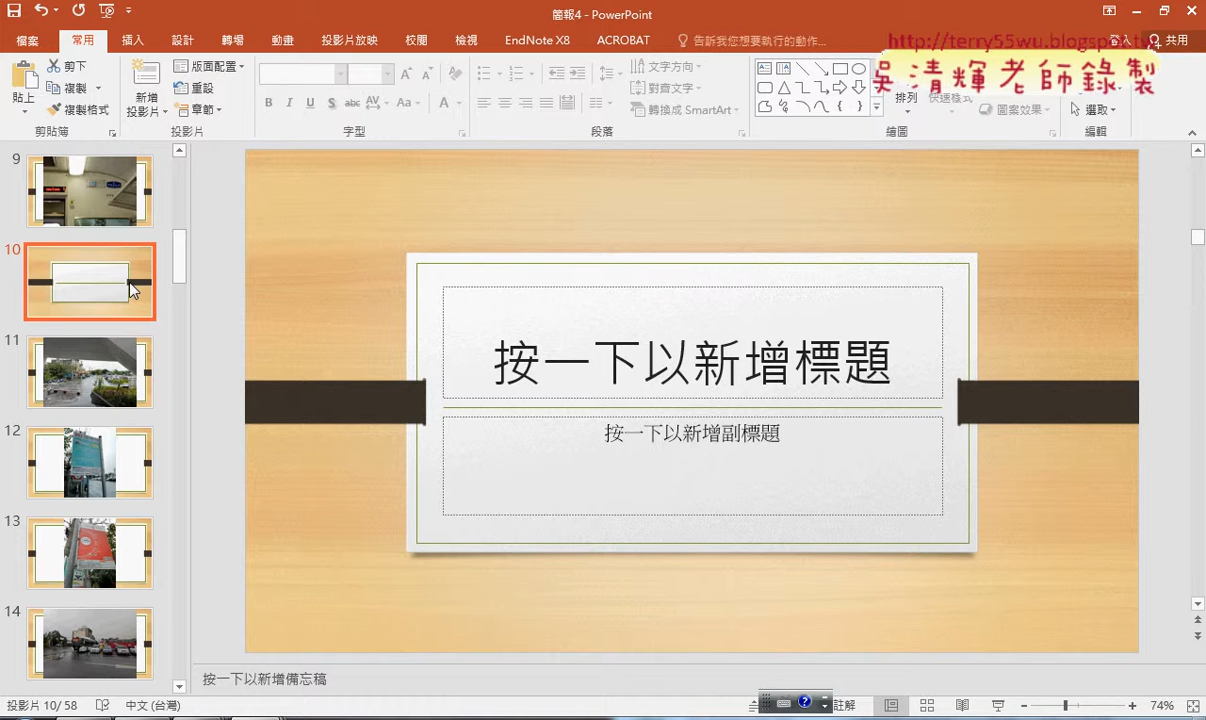 簡報4 - PowerPoint
檔案 常用 插入 設計 轉場 動畫 投影片放映 校閱 檢視 EndNote X8 ACROBAT 告訴我您想要執行的動作... 登入 共用
http://terry55wu.blogspot.tw
吳清輝老師錄製
貼上 剪下 複製 複製格式 剪貼簿
新增投影片 版面配置 重設 章節 投影片
B I U S abc AV Aa A 字型
文字方向 對齊文字 轉換成 SmartArt 段落
排列 快速樣式 圖案效果 繪圖
選取 編輯
9
10
11
12
13
14
按一下以新增標題
按一下以新增副標題
按一下以新增備忘稿
投影片 10/58 中文 (台灣) 註解 74%